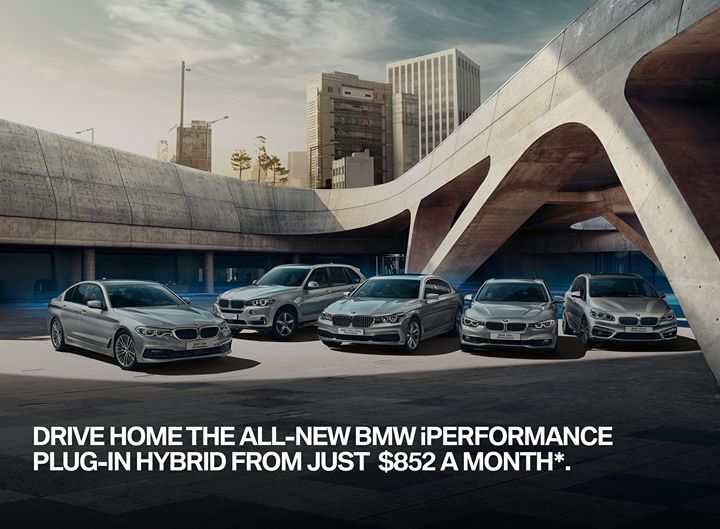 DRIVE HOME THE ALL-NEW BMW iPERFORMANCE
PLUG-IN HYBRID FROM JUST $852 A MONTH*.